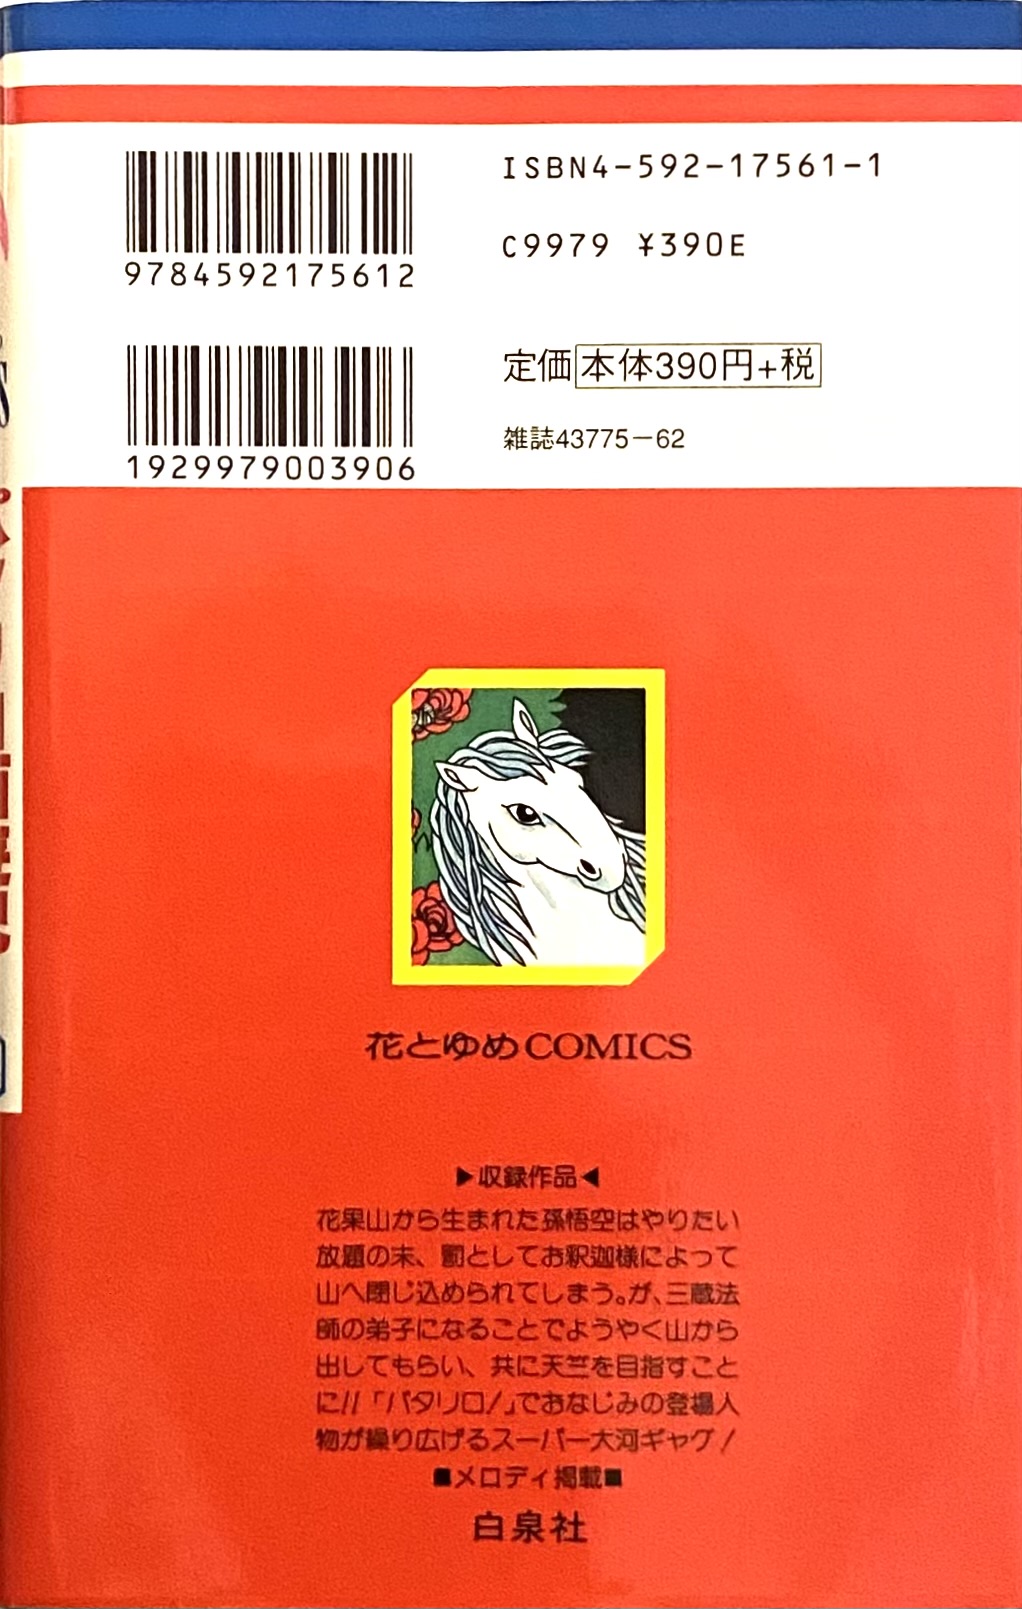 ISBN4-592-17561-1
9784592175612
C9979 ¥390E
定価本体390円+税
雑誌43775-62
1929979003906
花とゆめCOMICS
▶収録作品◀
花果山から生まれた孫悟空はやりたい
放題の末、罰としてお釈迦様によって
山へ閉じ込められてしまう。が、三蔵法
師の弟子になることでようやく山から
出してもらい、共に天竺を目指すこと
に!!「パタリロ!」でおなじみの登場人
物が繰り広げるスーパー大河ギャグ!
■メロディ掲載■
白泉社